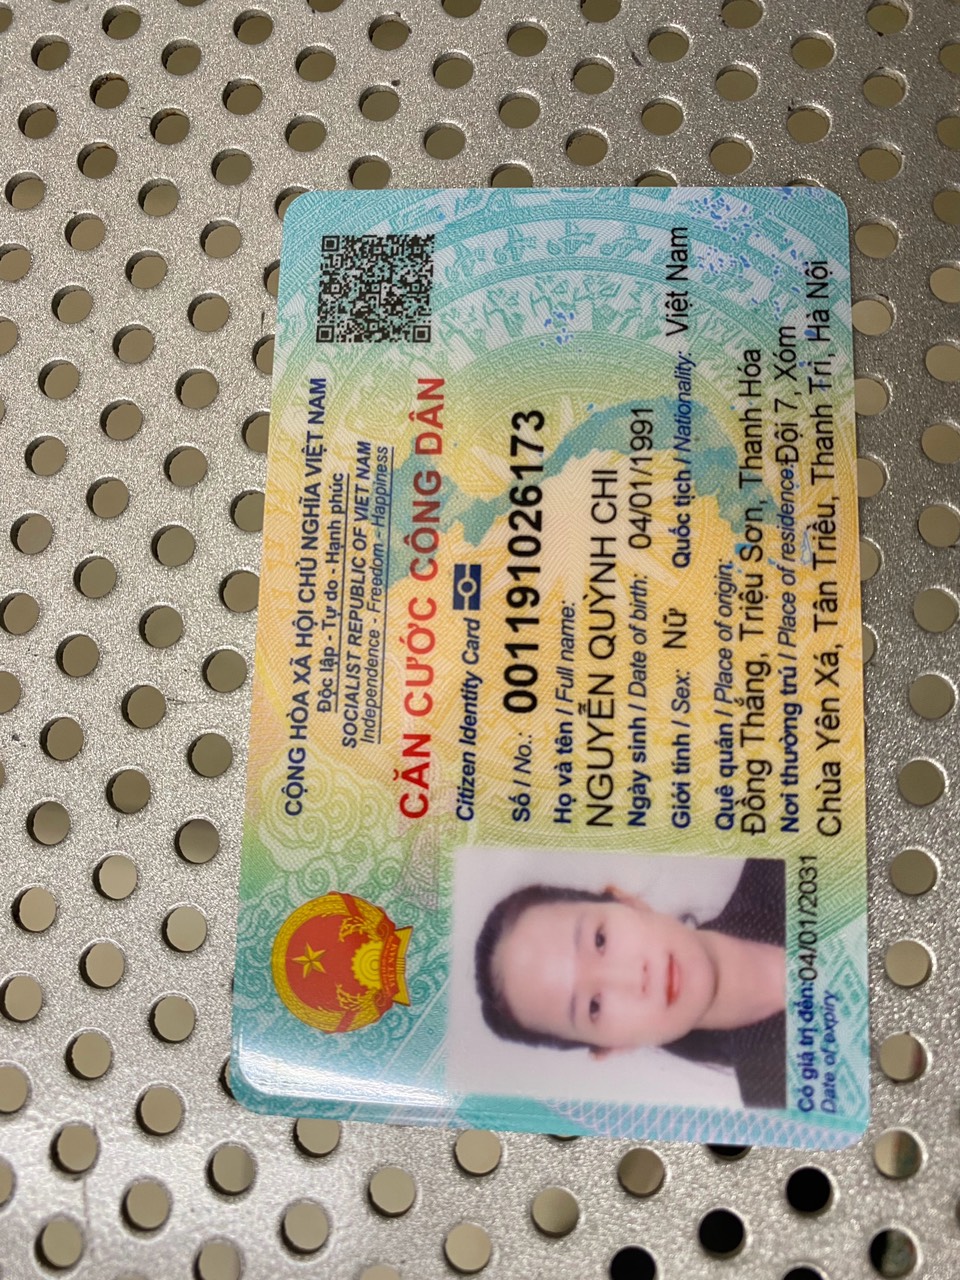 CỘNG HÒA XÃ HỘI CHỦ NGHĨA VIỆT NAM
Độc lập - Tự do - Hạnh phúc
SOCIALIST REPUBLIC OF VIET NAM
Independence - Freedom - Happiness
CĂN CƯỚC CÔNG DÂN
Citizen Identity Card
Số / No.: 001191026173
Họ và tên / Full name:
NGUYỄN QUỲNH CHI
Ngày sinh / Date of birth: 04/01/1991
Giới tính / Sex: Nữ Quốc tịch / Nationality: Việt Nam
Quê quán / Place of origin:
Đồng Thắng, Triệu Sơn, Thanh Hóa
Nơi thường trú / Place of residence: Đội 7, Xóm
Chùa Yên Xá, Tân Triều, Thanh Trì, Hà Nội
Có giá trị đến: 04/01/2031
Date of expiry